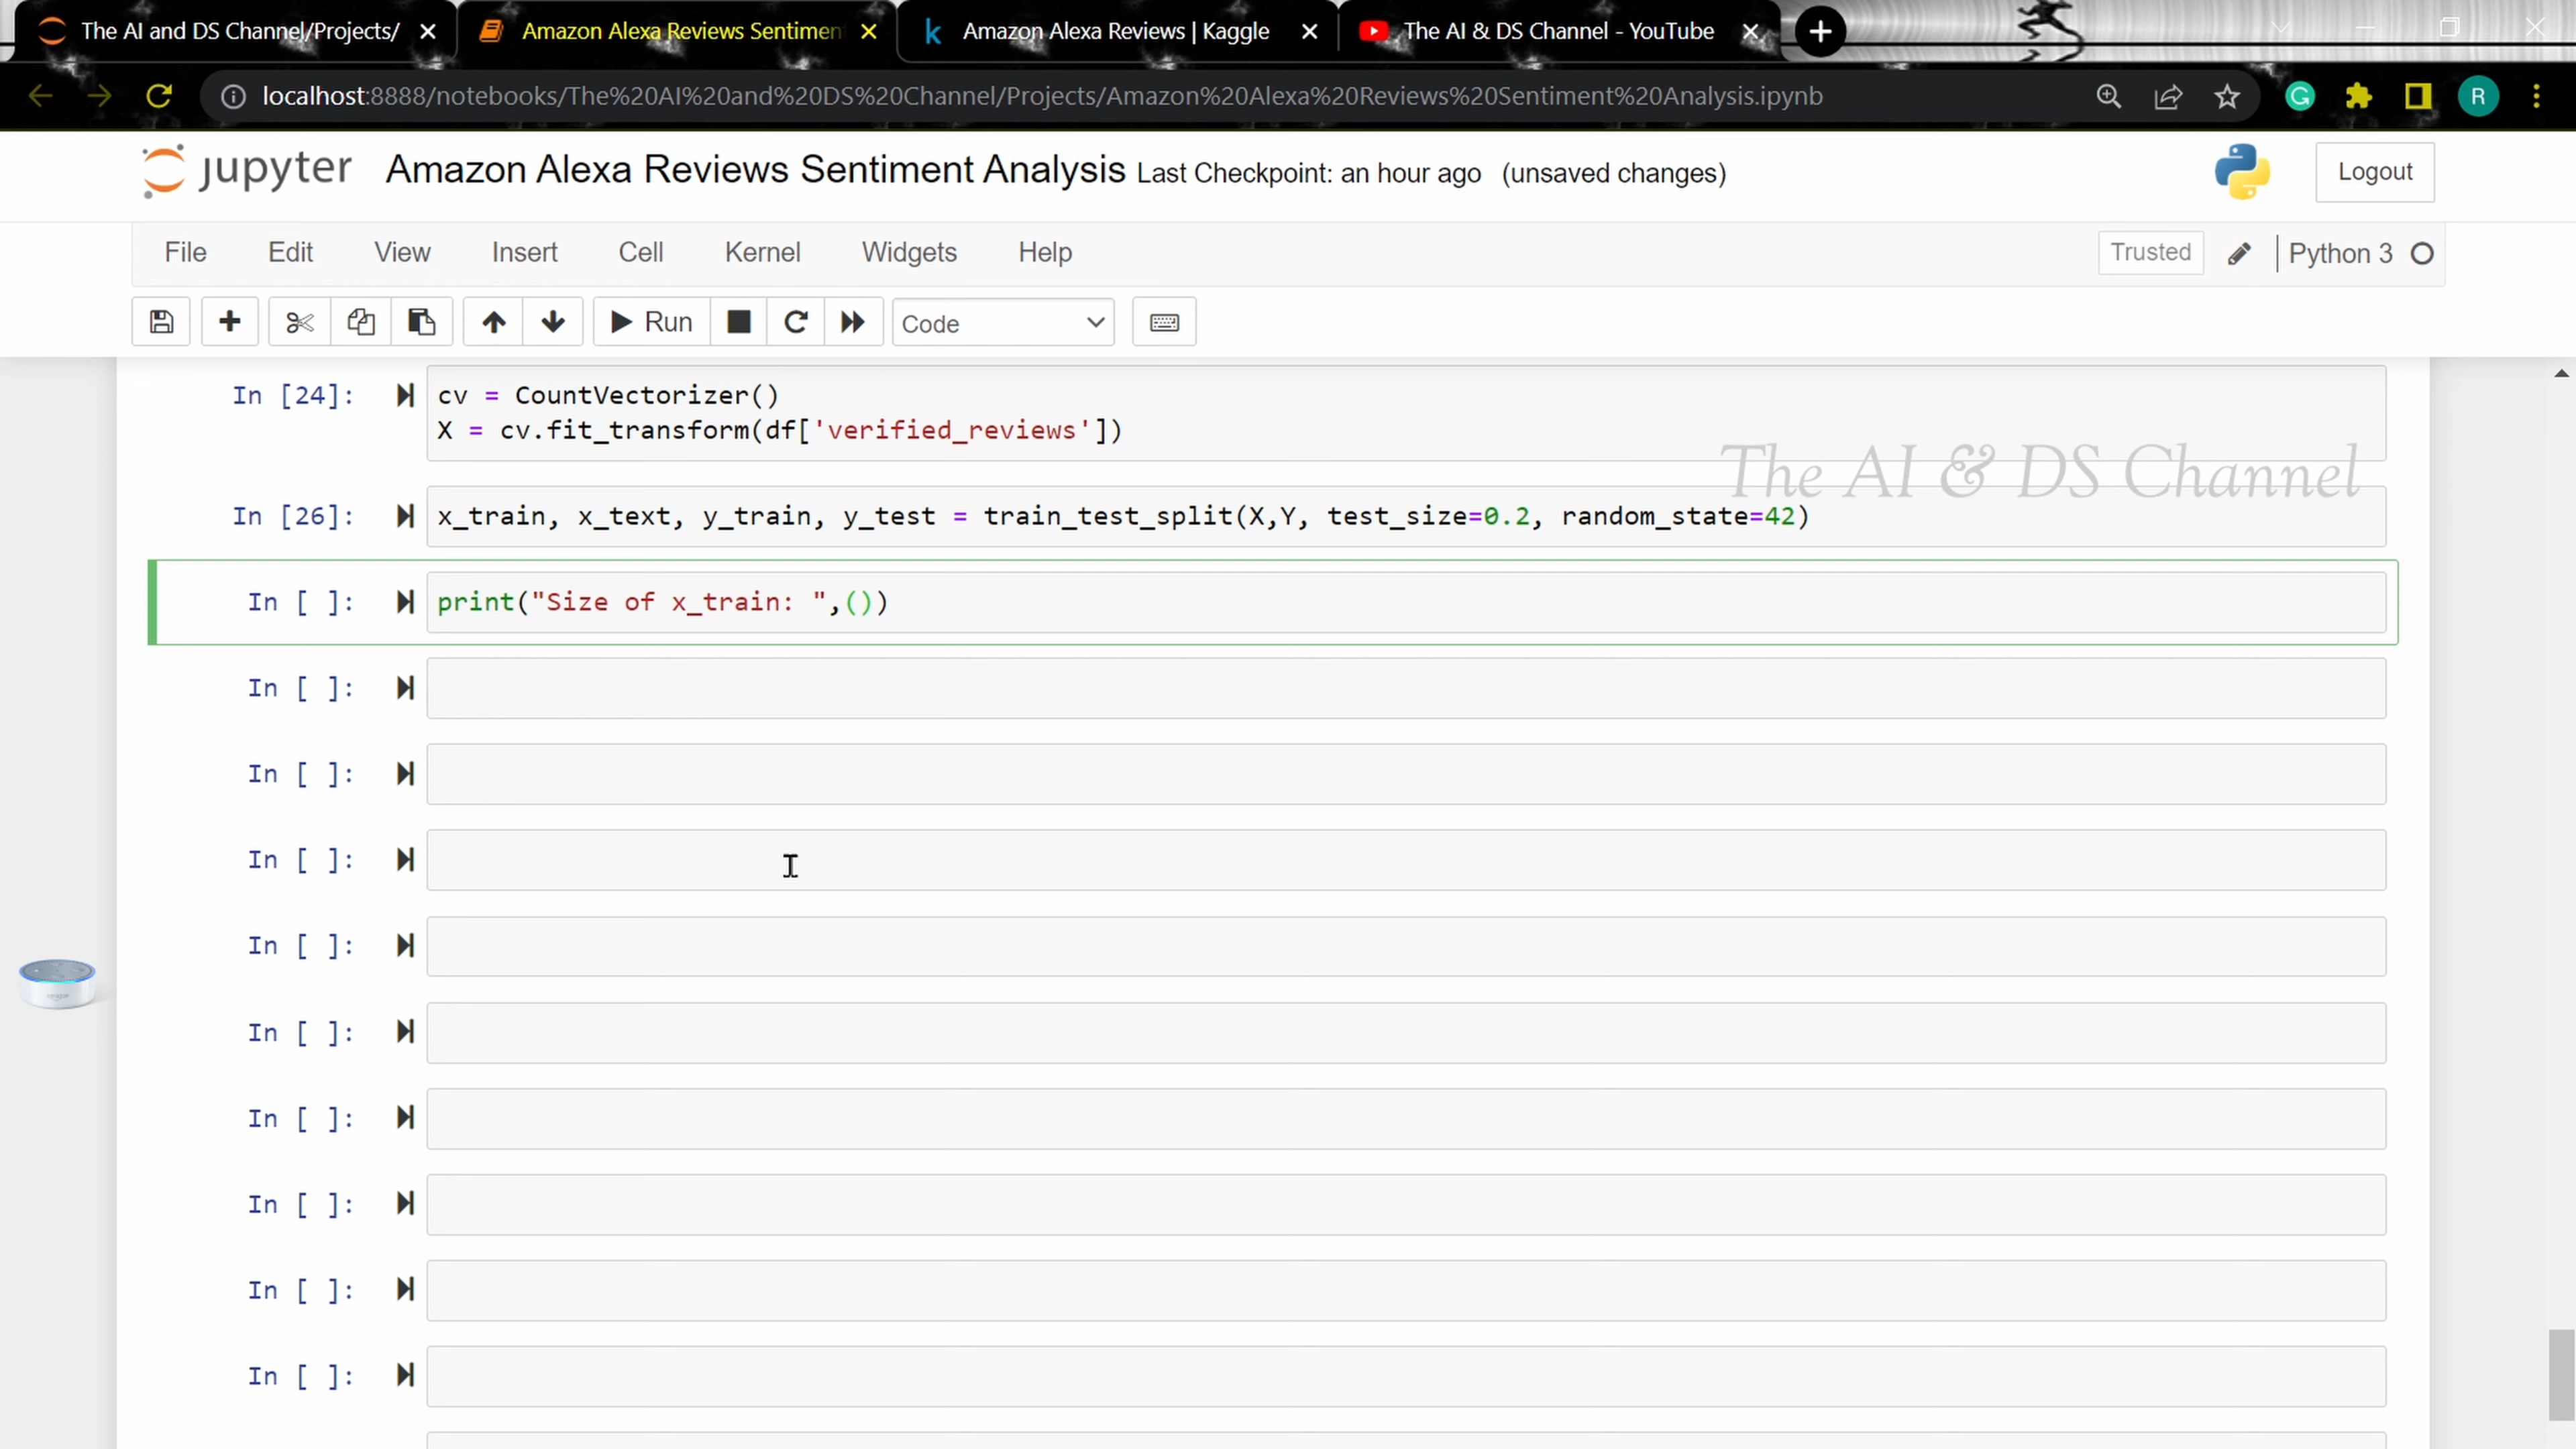 The AI and DS Channel/Projects/
Amazon Alexa Reviews Sentimen
Amazon Alexa Reviews | Kaggle
The AI & DS Channel - YouTube
localhost:8888/notebooks/The%20AI%20and%20DS%20Channel/Projects/Amazon%20Alexa%20Reviews%20Sentiment%20Analysis.ipynb
R
jupyter Amazon Alexa Reviews Sentiment Analysis Last Checkpoint: an hour ago (unsaved changes)
Logout
File Edit View Insert Cell Kernel Widgets Help
Trusted
Python 3
Run
Code
In [24]:
cv = CountVectorizer()
X = cv.fit_transform(df['verified_reviews'])
The AI & DS Channel
In [26]:
x_train, x_text, y_train, y_test = train_test_split(X,Y, test_size=0.2, random_state=42)
In [ ]:
print("Size of x_train: ",())
In [ ]:
In [ ]:
In [ ]:
In [ ]:
In [ ]:
In [ ]:
In [ ]:
In [ ]:
In [ ]: